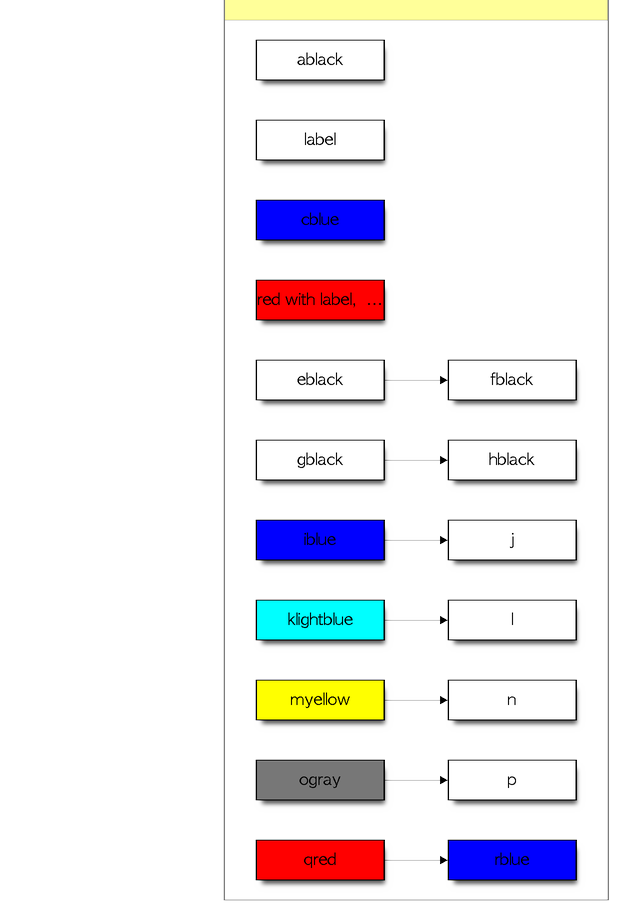 ablack
label
cblue
red with label, ...
eblack
fblack
gblack
hblack
iblue
j
klightblue
l
myellow
n
ogray
p
qred
rblue